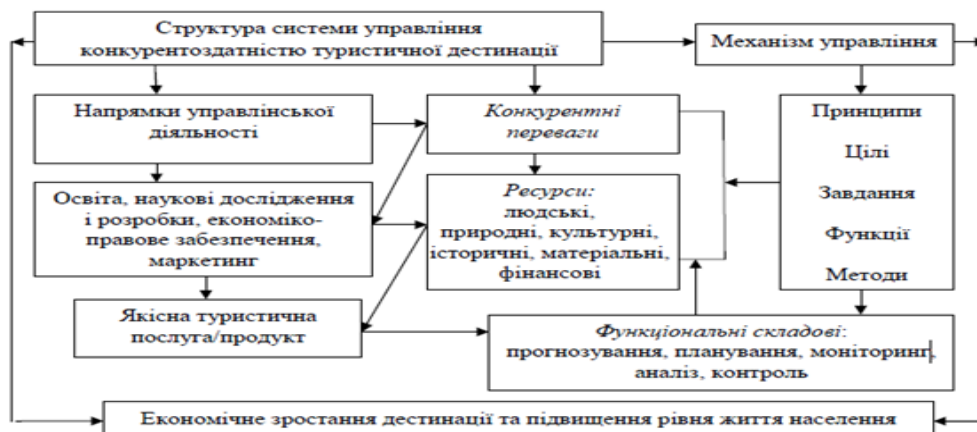 Структура системи управління
конкурентоздатністю туристичної дестинації
Механізм управління
Напрямки управлінської
діяльності
Конкурентні
переваги
Принципи
Цілі
Завдання
Функції
Методи
Освіта, наукові дослідження
і розробки, економіко-
правове забезпечення,
маркетинг
Ресурси:
людські,
природні, культурні,
історичні, матеріальні,
фінансові
Якісна туристична
послуга/продукт
Функціональні складові:
прогнозування, планування, моніторинг,
аналіз, контроль
Економічне зростання дестинації та підвищення рівня життя населення